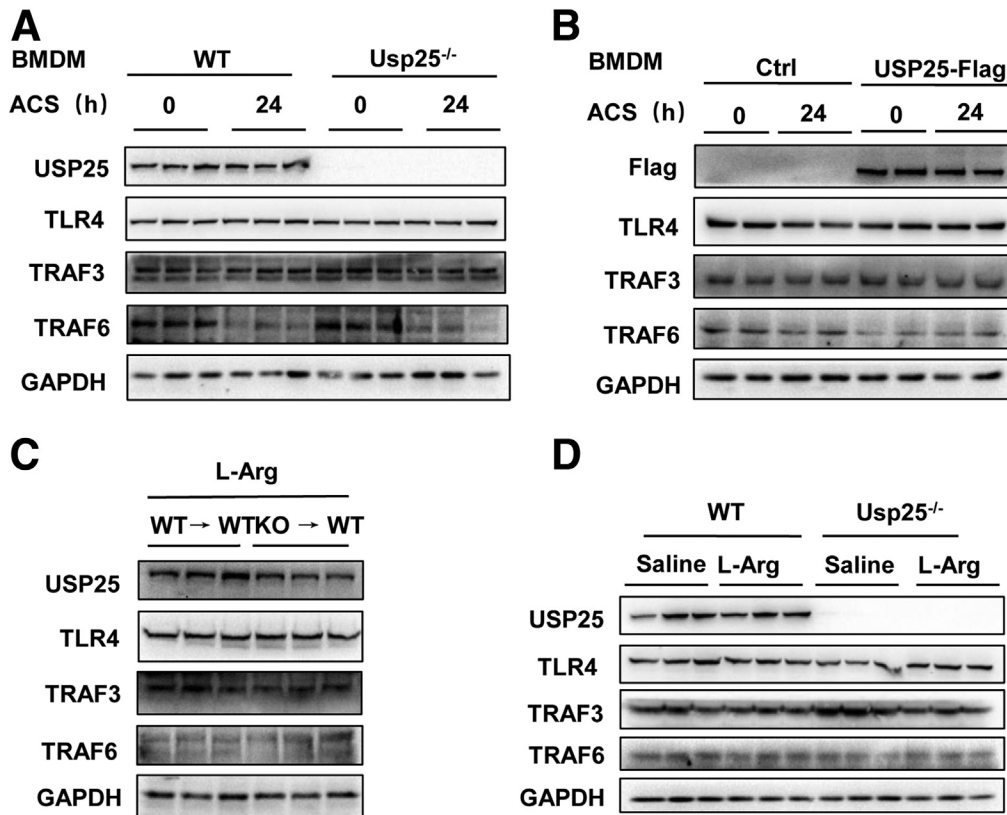 A
BMDM WT Usp25-/-
ACS (h) 0 24 0 24
USP25
TLR4
TRAF3
TRAF6
GAPDH
B
BMDM Ctrl USP25-Flag
ACS (h) 0 24 0 24
Flag
TLR4
TRAF3
TRAF6
GAPDH
C
L-Arg
WT → WT KO → WT
USP25
TLR4
TRAF3
TRAF6
GAPDH
D
WT Usp25-/-
Saline L-Arg Saline L-Arg
USP25
TLR4
TRAF3
TRAF6
GAPDH